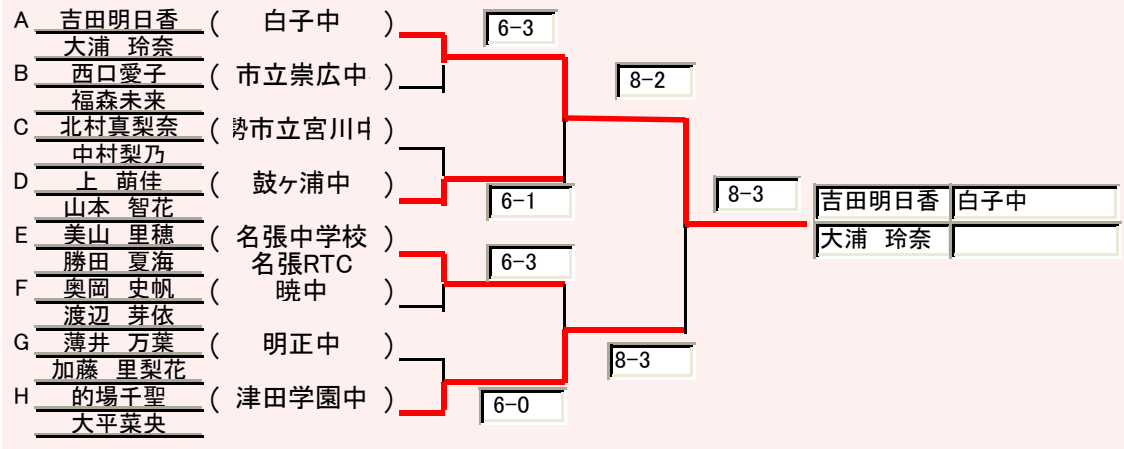 A 吉田明日香 ( 白子中 ) 6-3
大浦 玲奈
B 西口愛子 ( 市立崇広中 ) 8-2
福森未来
C 北村真梨奈 ( 勢市立宮川中
中村梨乃
D 上 萌佳 ( 鼓ヶ浦中 ) 6-1 8-3 吉田明日香 白子中
山本 智花
E 美山 里穂 ( 名張中学校 ) 大浦 玲奈
勝田 夏海 名張RTC 6-3
F 奥岡 史帆 ( 暁中 )
渡辺 芽依
G 薄井 万葉 ( 明正中 ) 8-3
加藤 里梨花
H 的場千聖 ( 津田学園中 ) 6-0
大平菜央